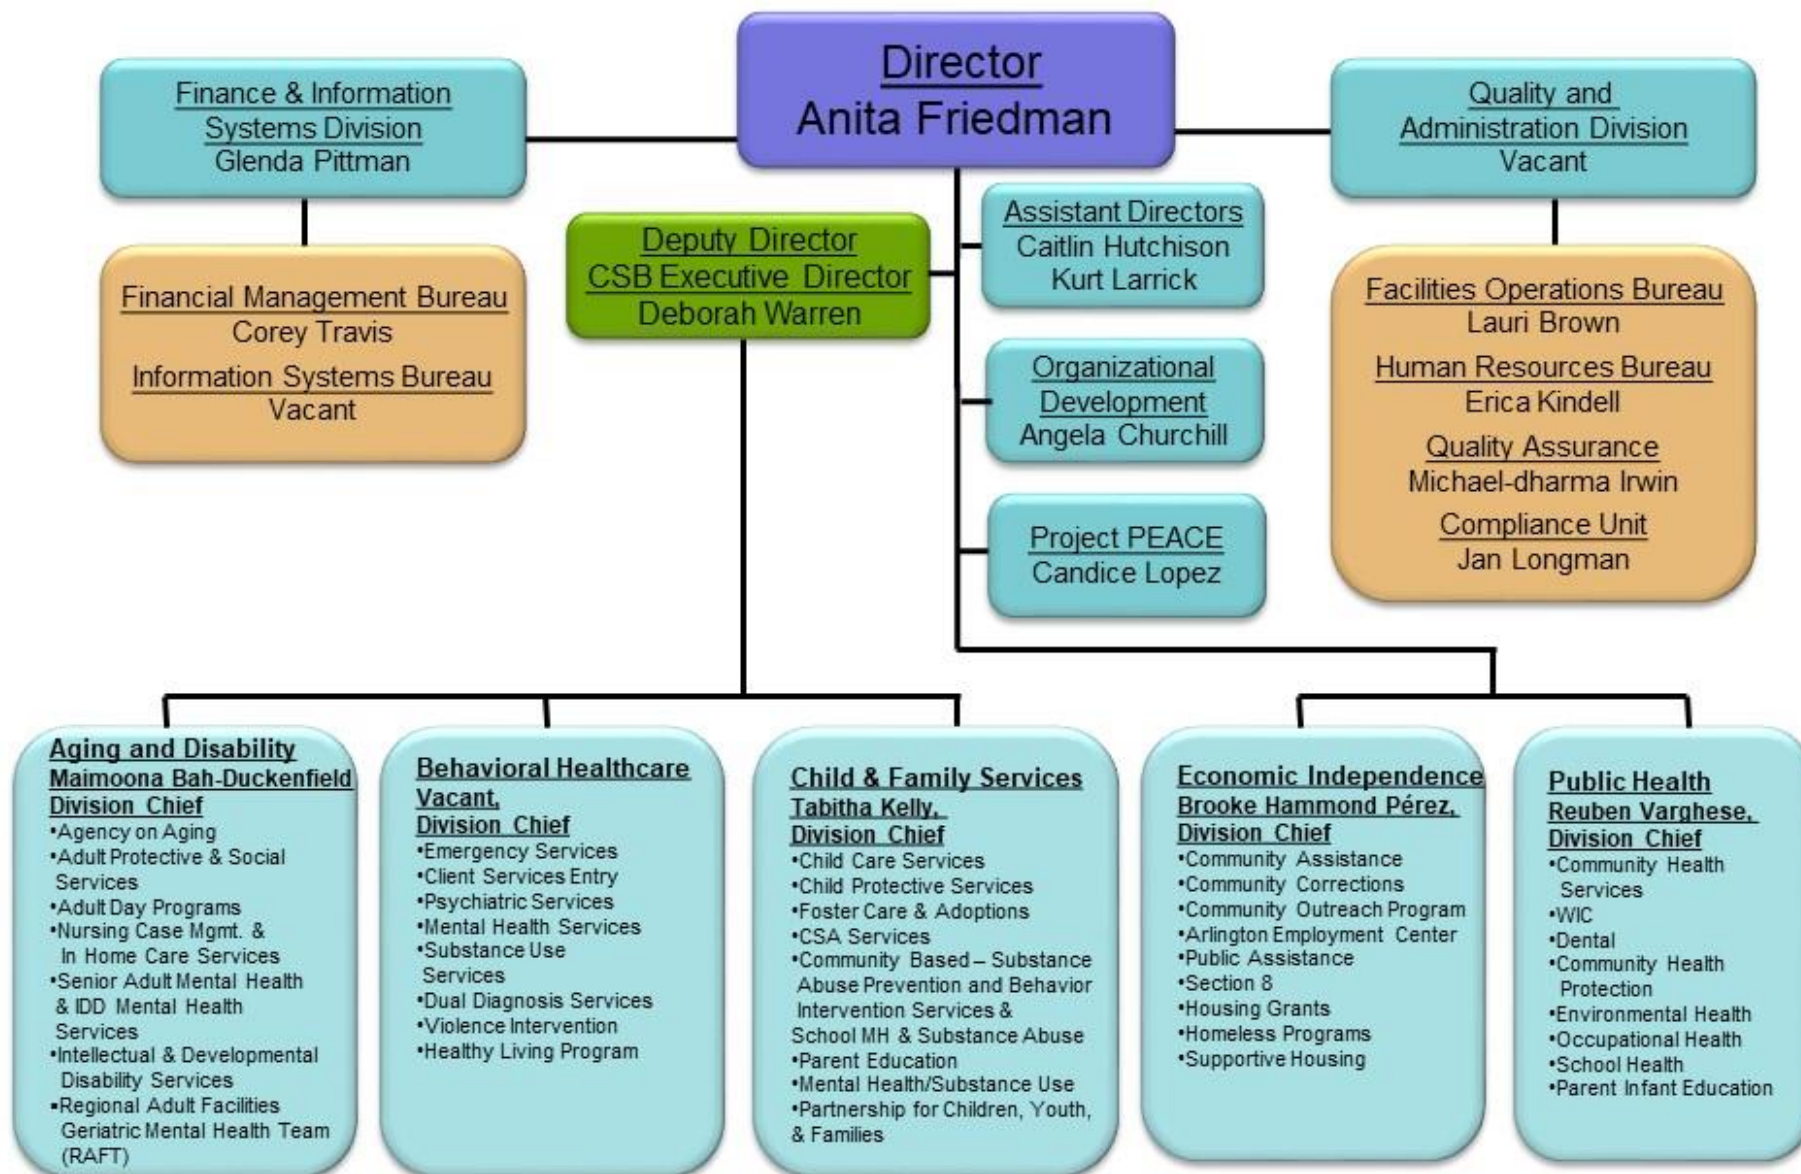 Director
Anita Friedman
Finance & Information
Systems Division
Glenda Pittman
Quality and
Administration Division
Vacant
Financial Management Bureau
Corey Travis
Information Systems Bureau
Vacant
Deputy Director
CSB Executive Director
Deborah Warren
Assistant Directors
Caitlin Hutchison
Kurt Larrick
Organizational
Development
Angela Churchill
Project PEACE
Candice Lopez
Facilities Operations Bureau
Lauri Brown
Human Resources Bureau
Erica Kindell
Quality Assurance
Michael-dharma Irwin
Compliance Unit
Jan Longman
Aging and Disability
Maimoona Bah-Duckenfield
Division Chief
•Agency on Aging
•Adult Protective & Social
Services
•Adult Day Programs
•Nursing Case Mgmt. &
In Home Care Services
•Senior Adult Mental Health
& IDD Mental Health
Services
•Intellectual & Developmental
Disability Services
▪Regional Adult Facilities
Geriatric Mental Health Team
(RAFT)
Behavioral Healthcare
Vacant,
Division Chief
•Emergency Services
•Client Services Entry
•Psychiatric Services
•Mental Health Services
•Substance Use
Services
•Dual Diagnosis Services
•Violence Intervention
•Healthy Living Program
Child & Family Services
Tabitha Kelly,
Division Chief
•Child Care Services
•Child Protective Services
•Foster Care & Adoptions
•CSA Services
•Community Based – Substance
Abuse Prevention and Behavior
Intervention Services &
School MH & Substance Abuse
•Parent Education
•Mental Health/Substance Use
•Partnership for Children, Youth,
& Families
Economic Independence
Brooke Hammond Pérez,
Division Chief
•Community Assistance
•Community Corrections
•Community Outreach Program
•Arlington Employment Center
•Public Assistance
•Section 8
•Housing Grants
•Homeless Programs
•Supportive Housing
Public Health
Reuben Varghese,
Division Chief
•Community Health
Services
•WIC
•Dental
•Community Health
Protection
•Environmental Health
•Occupational Health
•School Health
•Parent Infant Education